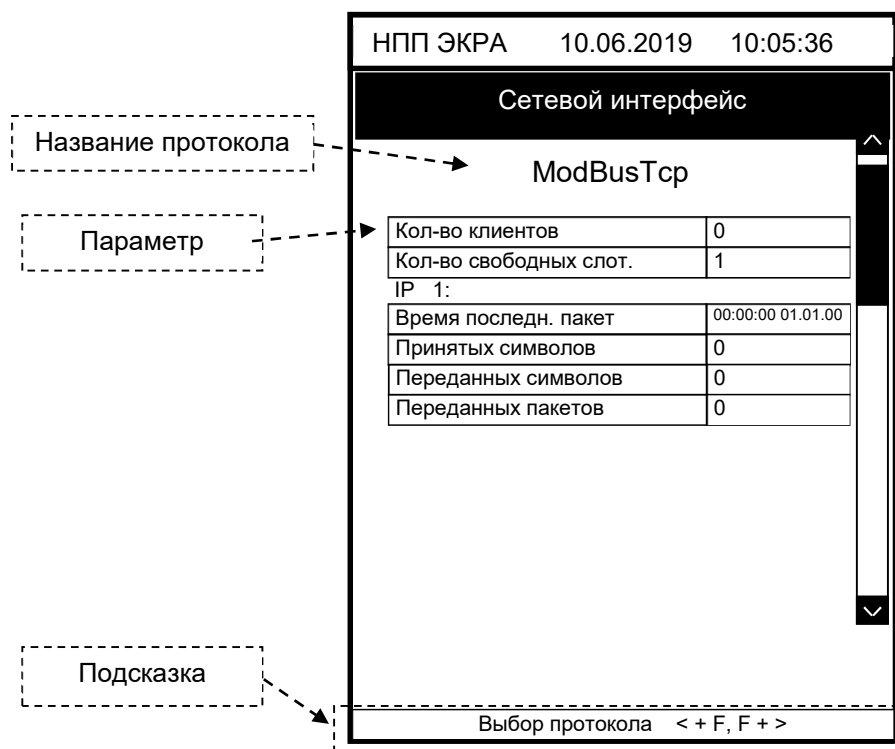 НПП ЭКРА 10.06.2019 10:05:36
Сетевой интерфейс
Название протокола
ModBusTcp
Параметр
Кол-во клиентов 0
Кол-во свободных слот. 1
IP 1:
Время последн. пакет 00:00:00 01.01.00
Принятых символов 0
Переданных символов 0
Переданных пакетов 0
Подсказка
Выбор протокола < + F, F + >